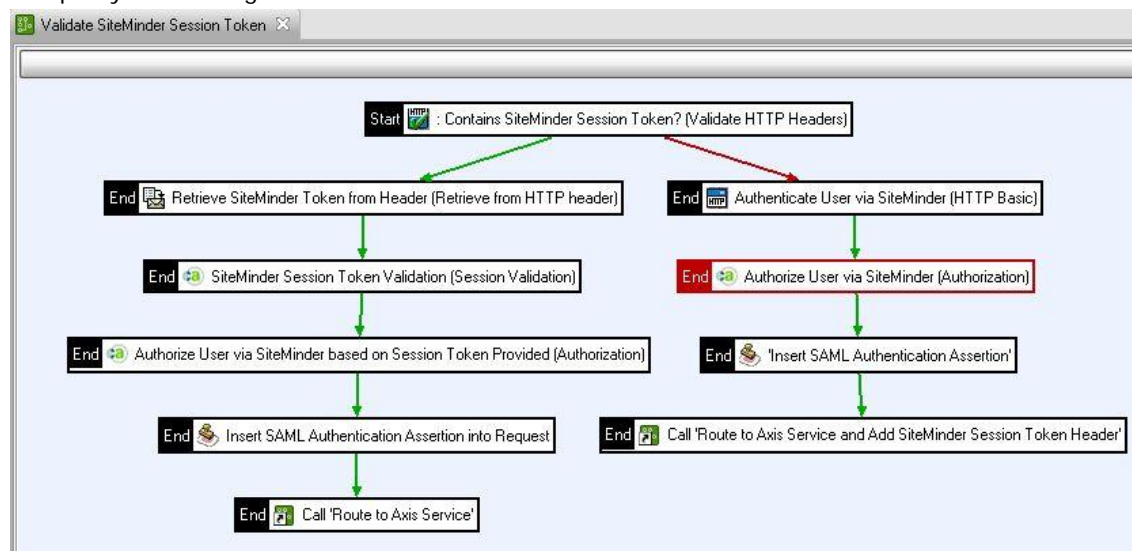 Validate SiteMinder Session Token
Start : Contains SiteMinder Session Token? (Validate HTTP Headers)
End Retrieve SiteMinder Token from Header (Retrieve from HTTP header)
End Authenticate User via SiteMinder (HTTP Basic)
End SiteMinder Session Token Validation (Session Validation)
End Authorize User via SiteMinder (Authorization)
End Authorize User via SiteMinder based on Session Token Provided (Authorization)
End 'Insert SAML Authentication Assertion'
End Insert SAML Authentication Assertion into Request
End Call 'Route to Axis Service and Add SiteMinder Session Token Header'
End Call 'Route to Axis Service'